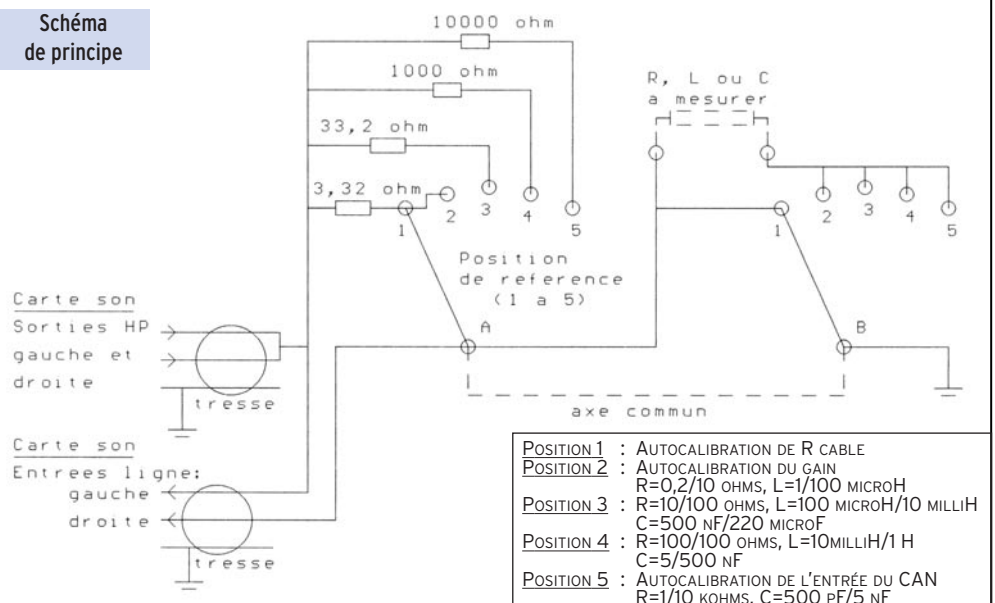 Schéma
de principe
10000 ohm
1000 ohm
33,2 ohm
3,32 ohm
1
2
3
4
5
Position
de reference
(1 a 5)
A
R, L ou C
a mesurer
1
2
3
4
5
B
axe commun
Carte son
Sorties HP
gauche et
droite
tresse
Carte son
Entrees ligne:
gauche
droite
tresse
POSITION 1 : AUTOCALIBRATION DE R CABLE
POSITION 2 : AUTOCALIBRATION DU GAIN
R=0,2/10 OHMS, L=1/100 MICROH
POSITION 3 : R=10/100 OHMS, L=100 MICROH/10 MILLIH
C=500 NF/220 MICROF
POSITION 4 : R=100/100 OHMS, L=10MILLIH/1 H
C=5/500 NF
POSITION 5 : AUTOCALIBRATION DE L'ENTRÉE DU CAN
R=1/10 KOHMS, C=500 PF/5 NF